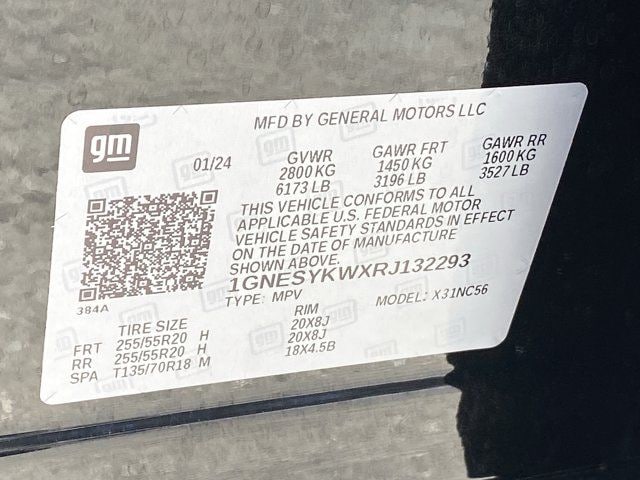 gm
MFD BY GENERAL MOTORS LLC
01/24
GVWR
2800 KG
6173 LB
GAWR FRT
1450 KG
3196 LB
GAWR RR
1600 KG
3527 LB
THIS VEHICLE CONFORMS TO ALL
APPLICABLE U.S. FEDERAL MOTOR
VEHICLE SAFETY STANDARDS IN EFFECT
ON THE DATE OF MANUFACTURE
SHOWN ABOVE.
1GNESYKWXRJ132293
TYPE: MPV MODEL: X31NC56
384A
TIRE SIZE RIM
FRT 255/55R20 H 20X8J
RR 255/55R20 H 20X8J
SPA T135/70R18 M 18X4.5B